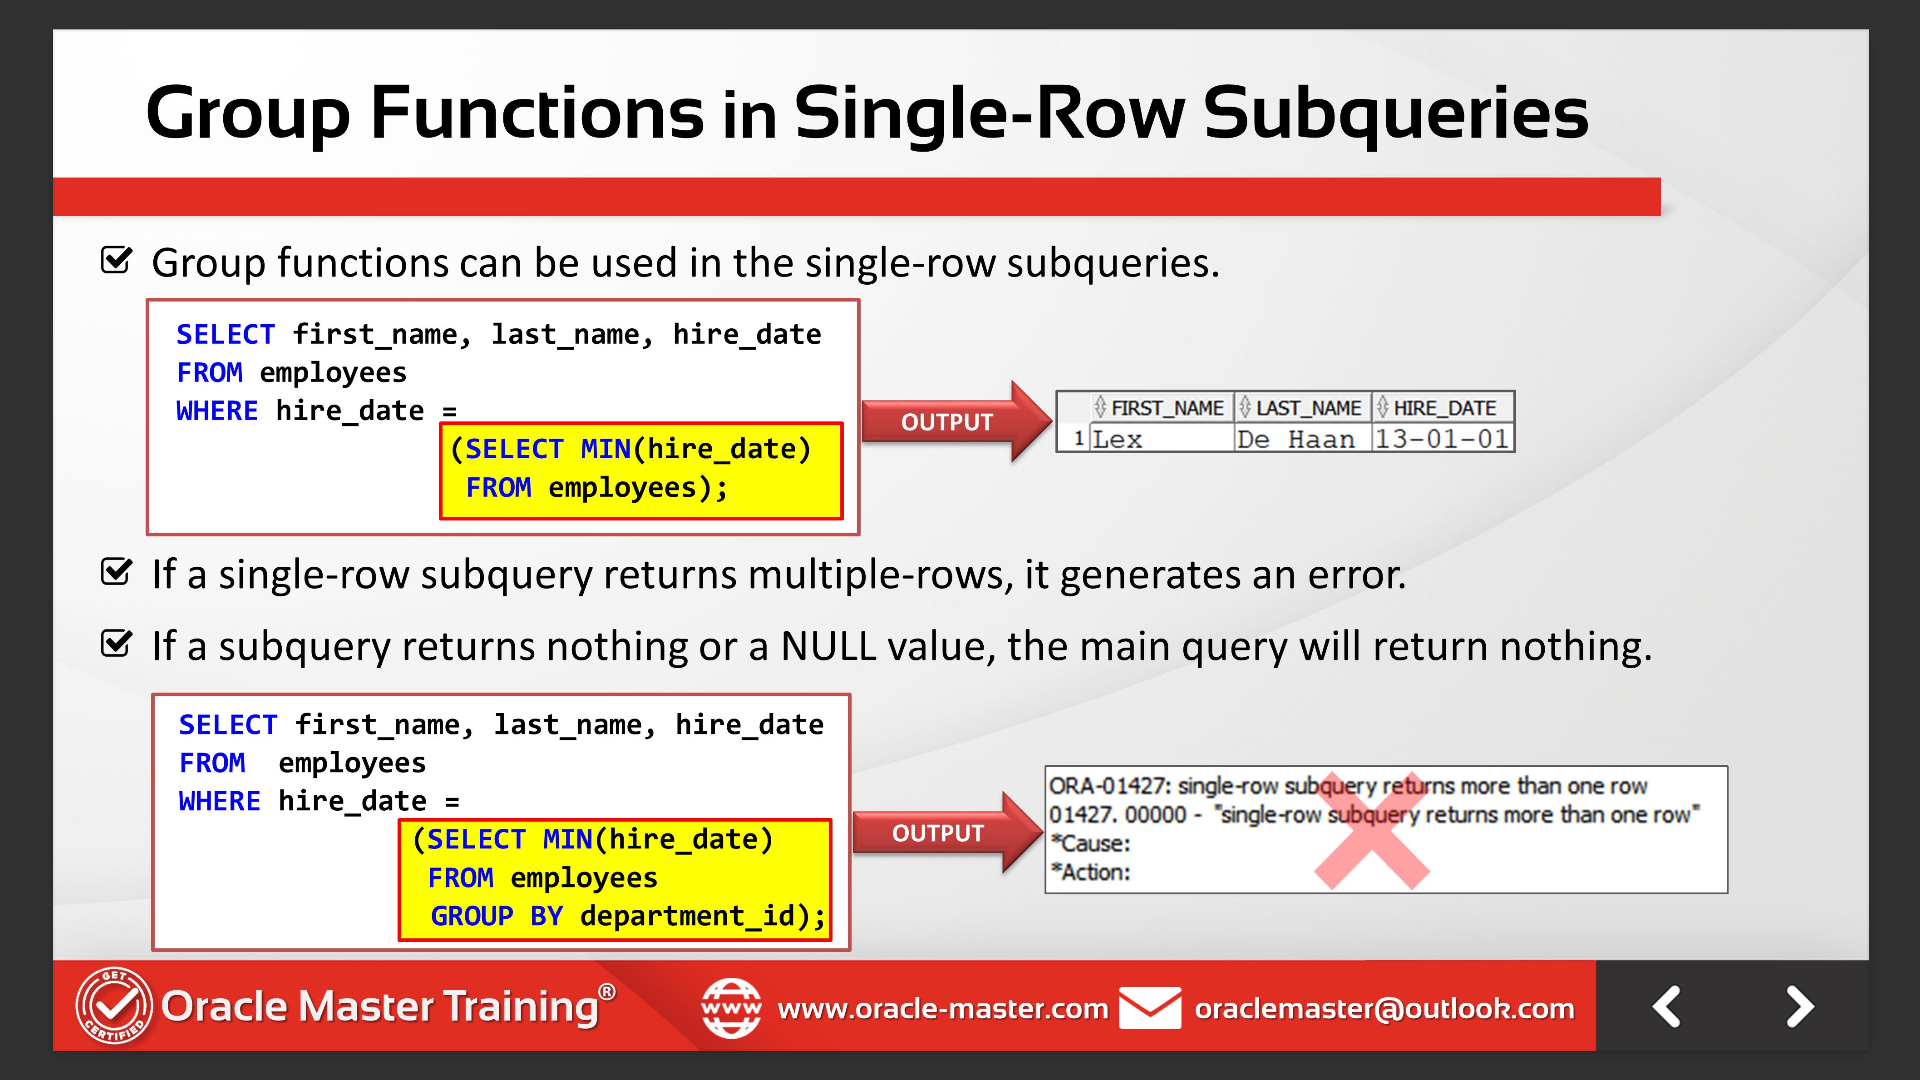 Group Functions in Single-Row Subqueries
Group functions can be used in the single-row subqueries.
SELECT first_name, last_name, hire_date
FROM employees
WHERE hire_date =
(SELECT MIN(hire_date)
FROM employees);
OUTPUT
FIRST_NAME LAST_NAME HIRE_DATE
1 Lex De Haan 13-01-01
If a single-row subquery returns multiple-rows, it generates an error.
If a subquery returns nothing or a NULL value, the main query will return nothing.
SELECT first_name, last_name, hire_date
FROM employees
WHERE hire_date =
(SELECT MIN(hire_date)
FROM employees
GROUP BY department_id);
OUTPUT
ORA-01427: single-row subquery returns more than one row
01427. 00000 - "single-row subquery returns more than one row"
*Cause:
*Action:
GET
CERTIFIED
Oracle Master Training®
www
www.oracle-master.com
oraclemaster@outlook.com